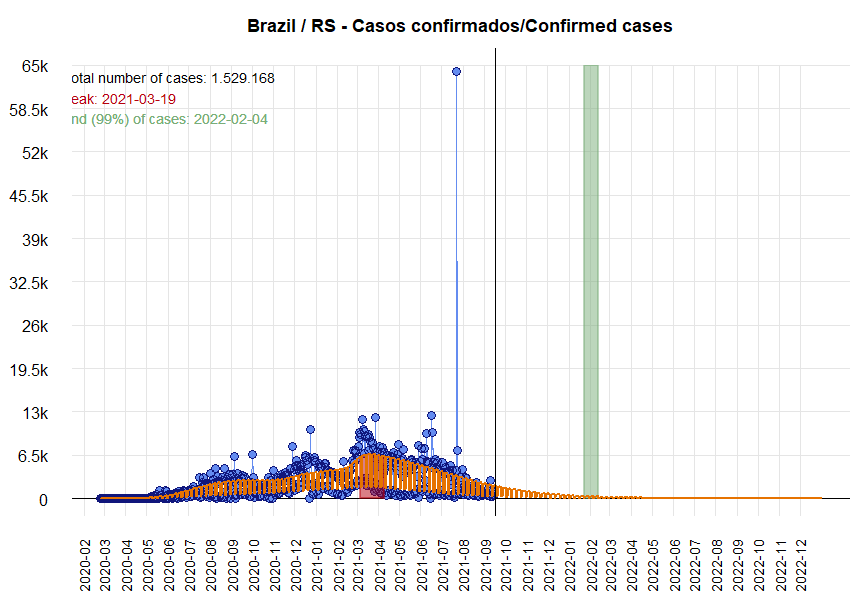 Brazil / RS - Casos confirmados/Confirmed cases
65k
otal number of cases: 1.529.168
eak: 2021-03-19
58.5k
nd (99%) of cases: 2022-02-04
52k
45.5k
39k
32.5k
26k
19.5k
13k
6.5k
0
2020-02
2020-03
2020-04
2020-05
2020-06
2020-07
2020-08
2020-09
2020-10
2020-11
2020-12
2021-01
2021-02
2021-03
2021-04
2021-05
2021-06
2021-07
2021-08
2021-09
2021-10
2021-11
2021-12
2022-01
2022-02
2022-03
2022-04
2022-05
2022-06
2022-07
2022-08
2022-09
2022-10
2022-11
2022-12